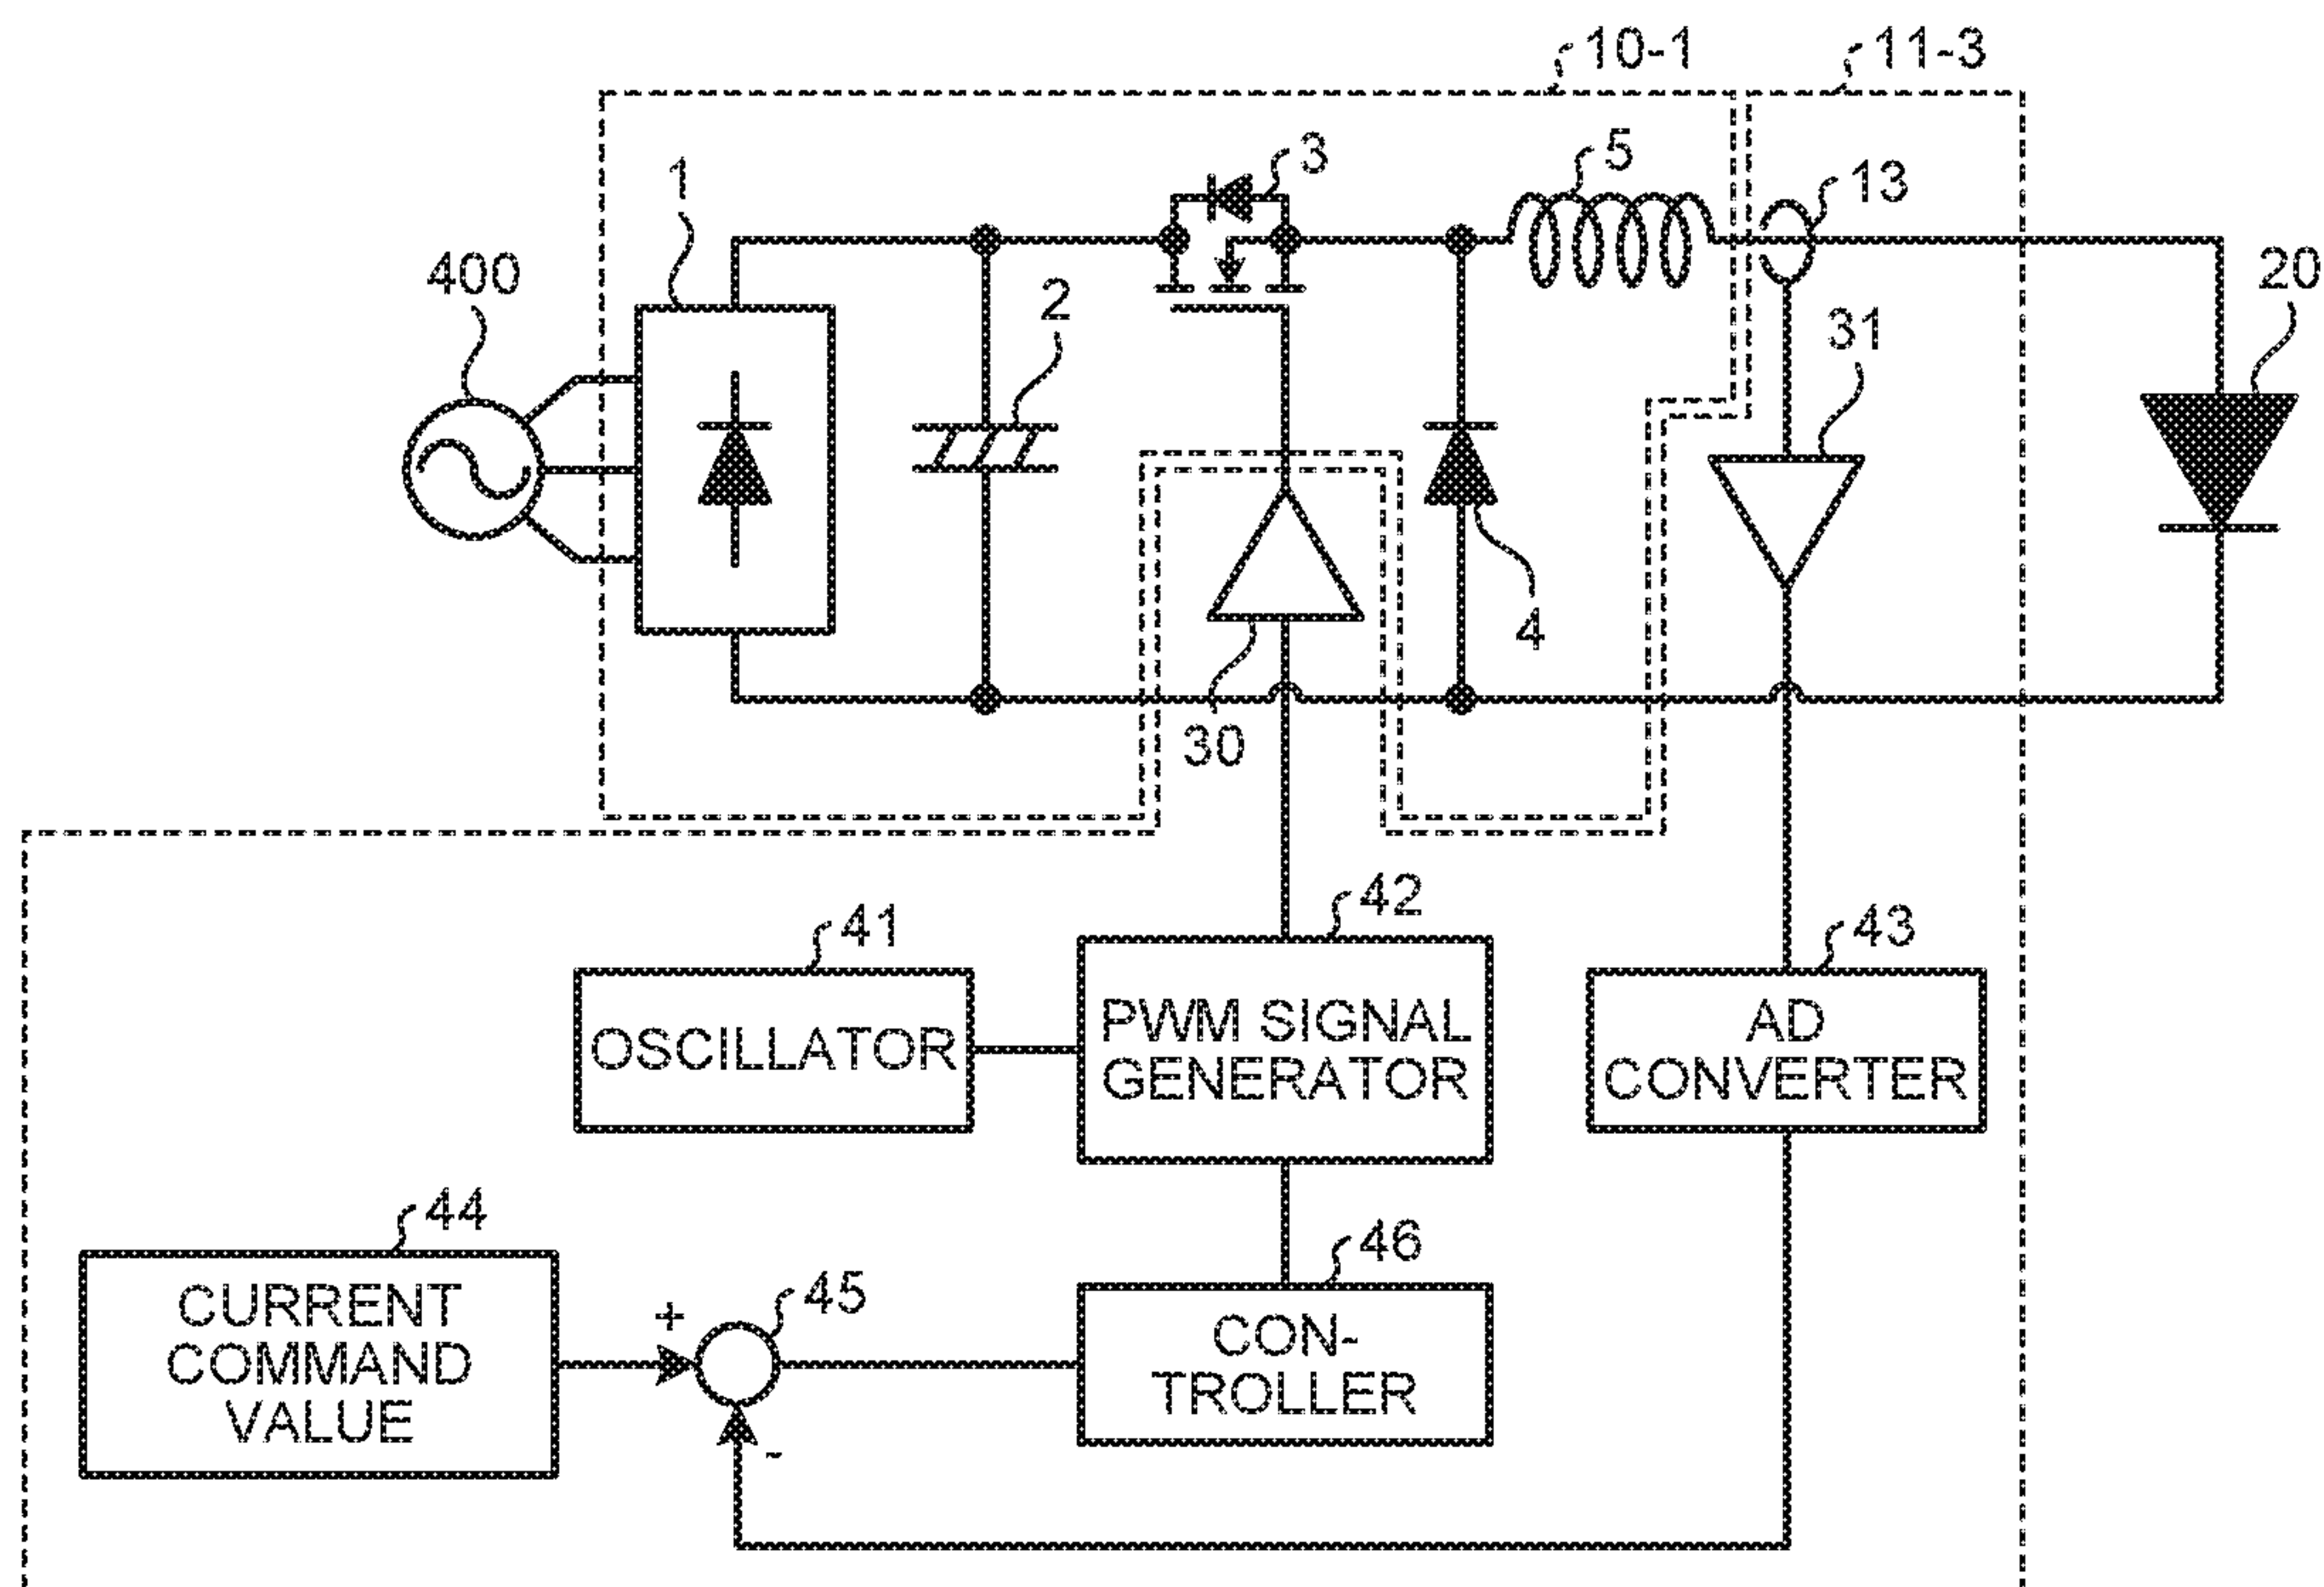 10-1
11-3
1
3
5
13
400
2
31
20
4
30
41
42
43
OSCILLATOR
PWM SIGNAL
GENERATOR
AD
CONVERTER
44
45
46
CURRENT
COMMAND
VALUE
+
-
CON-
TROLLER